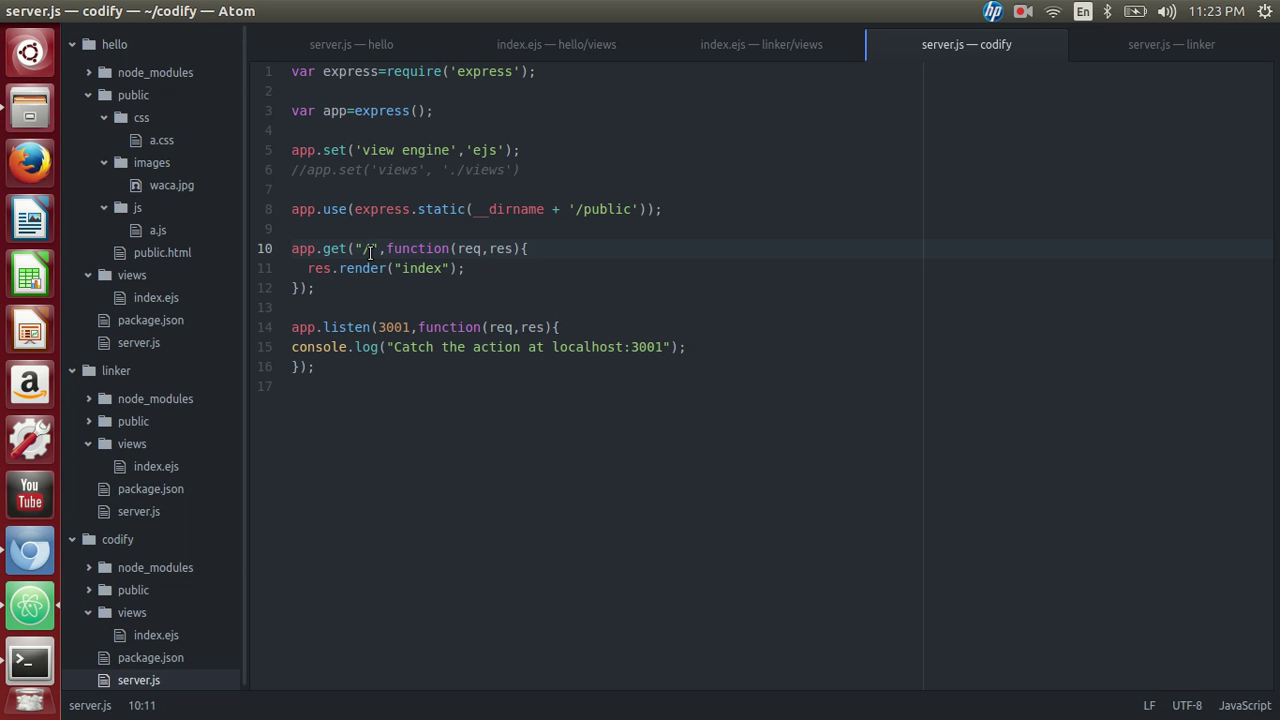 server.js — codify — ~/codify — Atom
En
11:23 PM
hello
node_modules
public
css
a.css
images
waca.jpg
js
a.js
public.html
views
index.ejs
package.json
server.js
linker
node_modules
public
views
index.ejs
package.json
server.js
codify
node_modules
public
views
index.ejs
package.json
server.js
server.js — hello
index.ejs — hello/views
index.ejs — linker/views
server.js — codify
server.js — linker
1 var express=require('express');
2
3 var app=express();
4
5 app.set('view engine','ejs');
6 //app.set('views', './views')
7
8 app.use(express.static(__dirname + '/public'));
9
10 app.get("/",function(req,res){
11 res.render("index");
12 });
13
14 app.listen(3001,function(req,res){
15 console.log("Catch the action at localhost:3001");
16 });
17
hp
a
You
Tube
>_
server.js 10:11
LF UTF-8 JavaScript